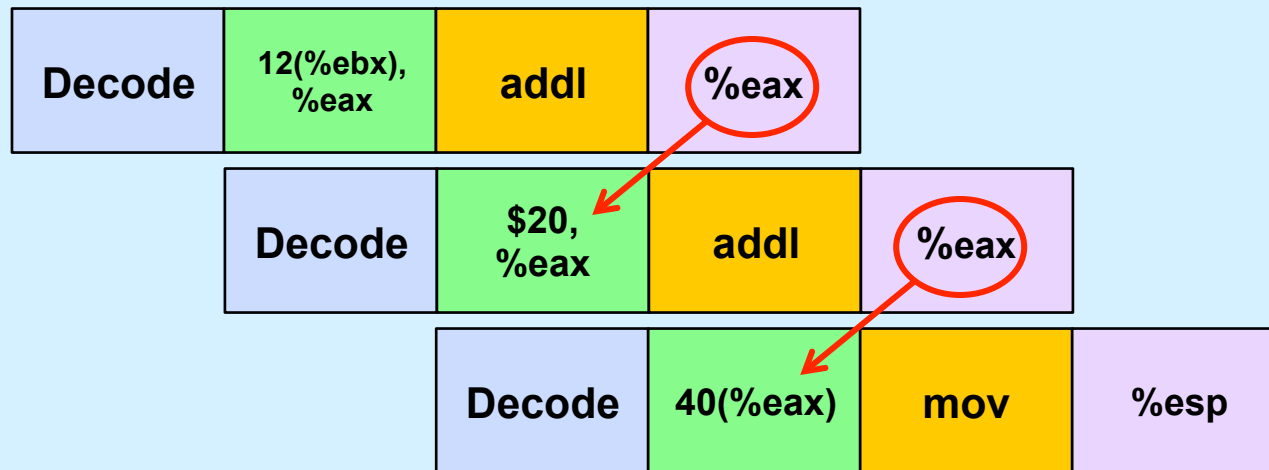 Decode
12(%ebx),
%eax
addl
%eax
Decode
$20,
%eax
addl
%eax
Decode
40(%eax)
mov
%esp